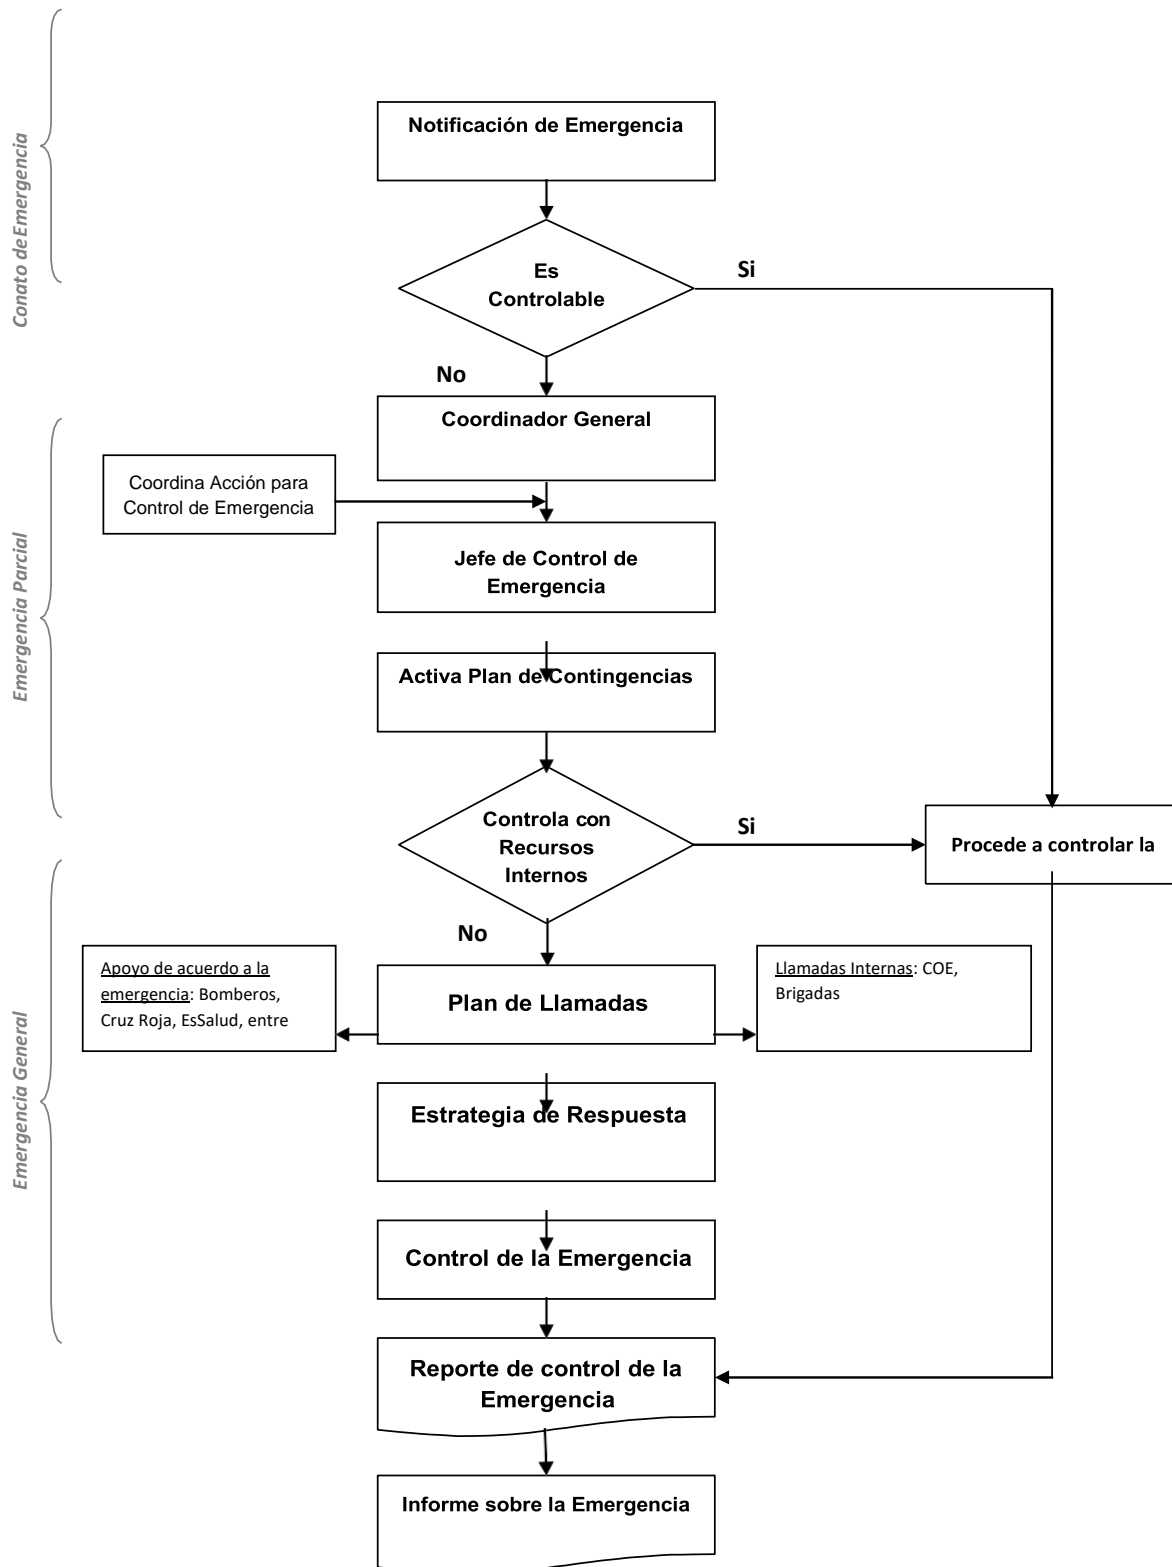 Conato de Emergencia
Notificación de Emergencia
Es
Controlable
Si
No
Coordinador General
Emergencia Parcial
Coordina Acción para
Control de Emergencia
Jefe de Control de
Emergencia
Activa Plan de Contingencias
Controla con
Recursos
Internos
Si
Procede a controlar la
No
Emergencia General
Apoyo de acuerdo a la
emergencia: Bomberos,
Cruz Roja, EsSalud, entre
Plan de Llamadas
Llamadas Internas: COE,
Brigadas
Estrategia de Respuesta
Control de la Emergencia
Reporte de control de la
Emergencia
Informe sobre la Emergencia